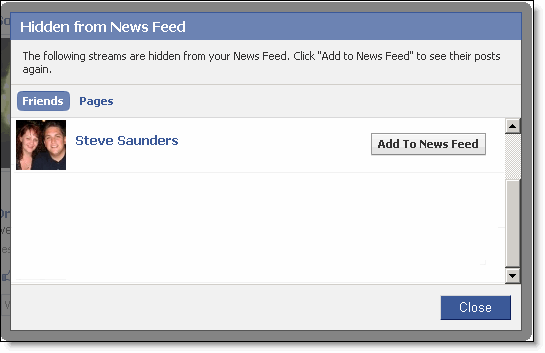 Hidden from News Feed
The following streams are hidden from your News Feed. Click "Add to News Feed" to see their posts
again.
Friends Pages
Steve Saunders
Add To News Feed
Close